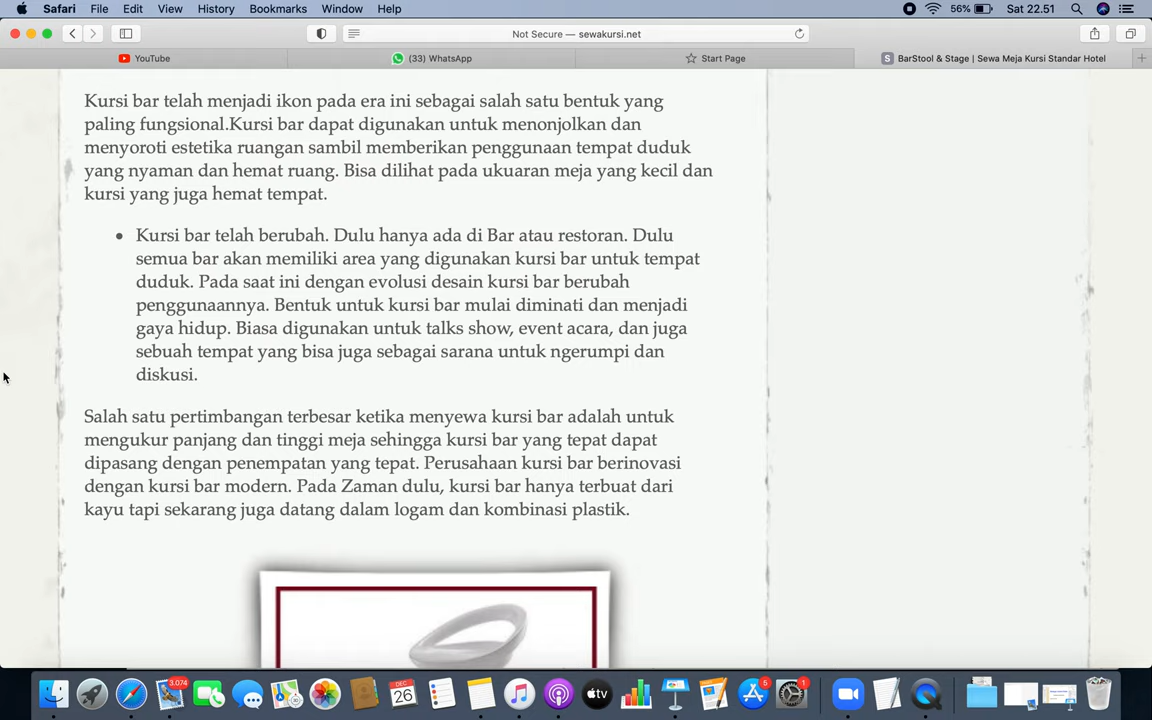 Safari File Edit View History Bookmarks Window Help 56% Sat 22.51
Not Secure — sewakursi.net
YouTube (33) WhatsApp Start Page BarStool & Stage | Sewa Meja Kursi Standar Hotel
Kursi bar telah menjadi ikon pada era ini sebagai salah satu bentuk yang
paling fungsional.Kursi bar dapat digunakan untuk menonjolkan dan
menyoroti estetika ruangan sambil memberikan penggunaan tempat duduk
yang nyaman dan hemat ruang. Bisa dilihat pada ukuaran meja yang kecil dan
kursi yang juga hemat tempat.
• Kursi bar telah berubah. Dulu hanya ada di Bar atau restoran. Dulu
semua bar akan memiliki area yang digunakan kursi bar untuk tempat
duduk. Pada saat ini dengan evolusi desain kursi bar berubah
penggunaannya. Bentuk untuk kursi bar mulai diminati dan menjadi
gaya hidup. Biasa digunakan untuk talks show, event acara, dan juga
sebuah tempat yang bisa juga sebagai sarana untuk ngerumpi dan
diskusi.
Salah satu pertimbangan terbesar ketika menyewa kursi bar adalah untuk
mengukur panjang dan tinggi meja sehingga kursi bar yang tepat dapat
dipasang dengan penempatan yang tepat. Perusahaan kursi bar berinovasi
dengan kursi bar modern. Pada Zaman dulu, kursi bar hanya terbuat dari
kayu tapi sekarang juga datang dalam logam dan kombinasi plastik.
3.074 DEC 26 tv 5 1